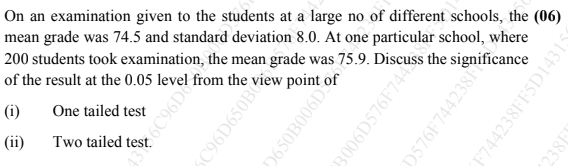 On an examination given to the students at a large no of different schools, the (06)
mean grade was 74.5 and standard deviation 8.0. At one particular school, where
200 students took examination, the mean grade was 75.9. Discuss the significance
of the result at the 0.05 level from the view point of
(i) One tailed test
(ii) Two tailed test.